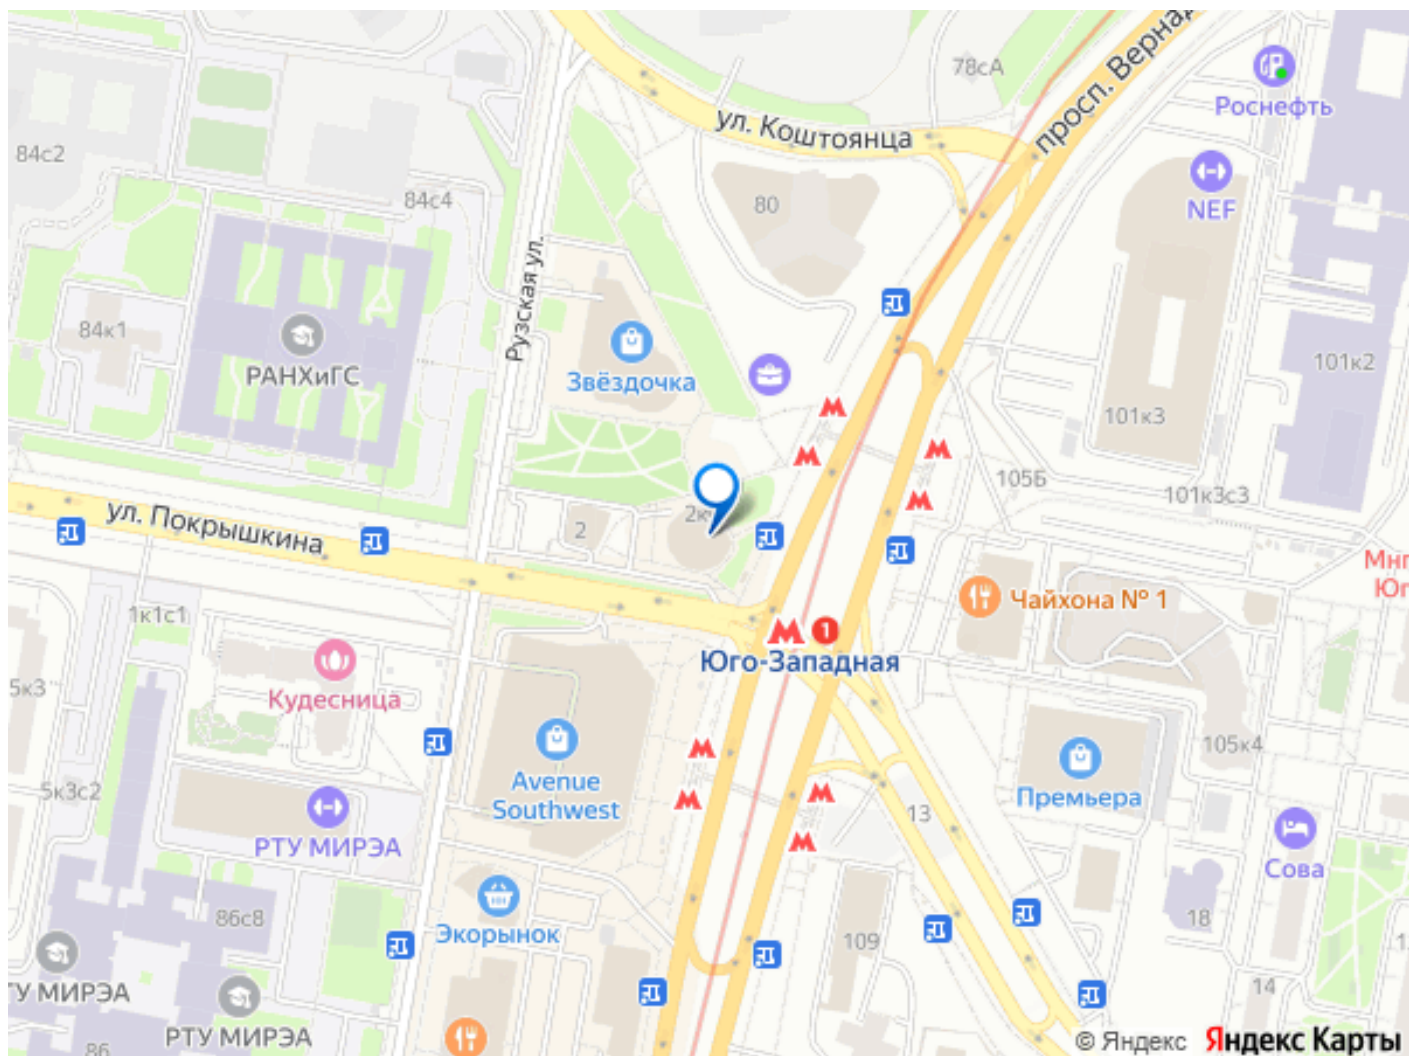 78сА
просп. Вернад
Роснефть
ул. Коштоянца
84с2
NEF
84с4
80
Рузская ул.
84к1
101к2
РАНХиГС
Звёздочка
101к3
105Б
101к3с3
ул. Покрышкина
2
Чайхона № 1
1к1с1
Юго-Западная
1
5к3
Кудесница
105к4
Avenue
Southwest
5к3с2
Премьера
13
РТУ МИРЭА
Сова
86с8
Экорынок
109
18
У МИРЭА
14
РТУ МИРЭА
86
© Яндекс Яндекс Карты